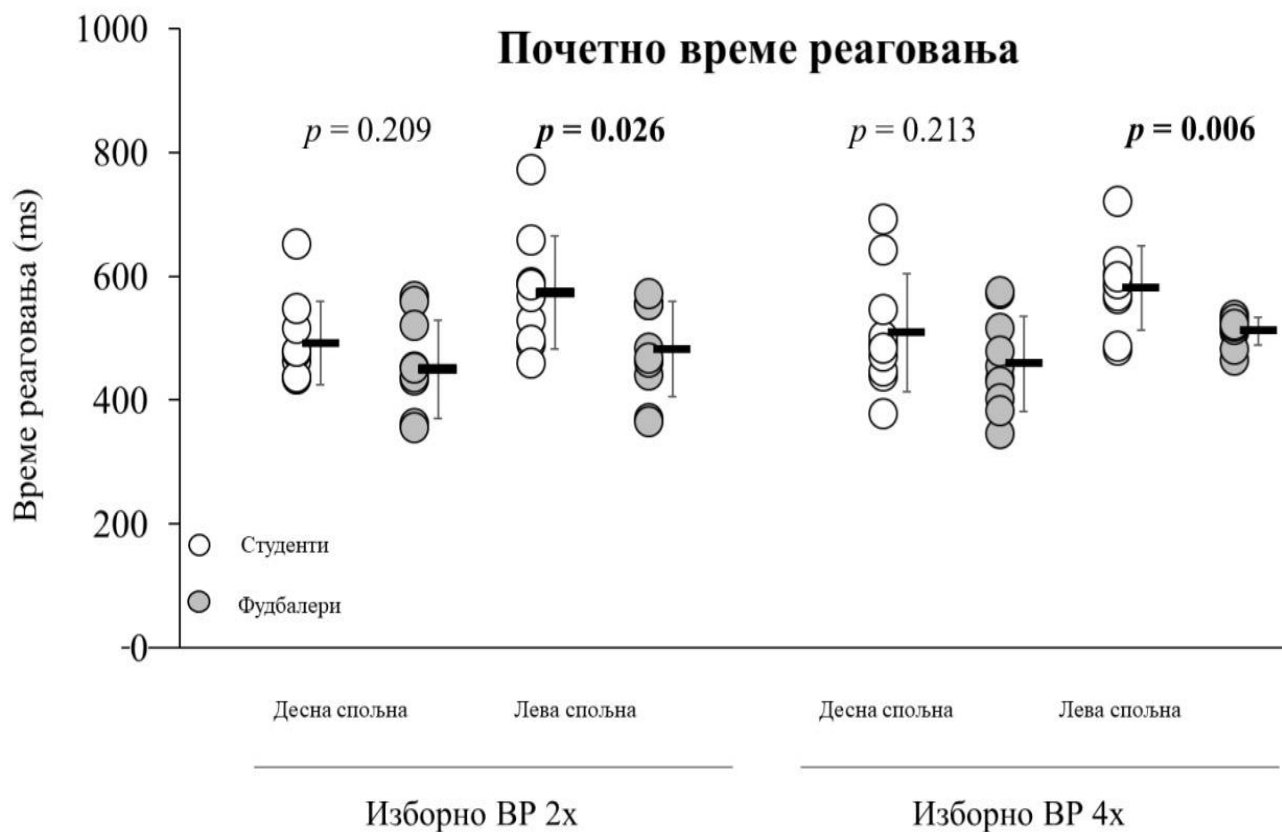 Почетно време реаговања
p = 0.209
p = 0.026
p = 0.213
p = 0.006
Време реаговања (ms)
1000
800
600
400
200
0
Студенти
Фудбалери
Десна спољна
Лева спољна
Десна спољна
Лева спољна
Изборно ВР 2x
Изборно ВР 4x